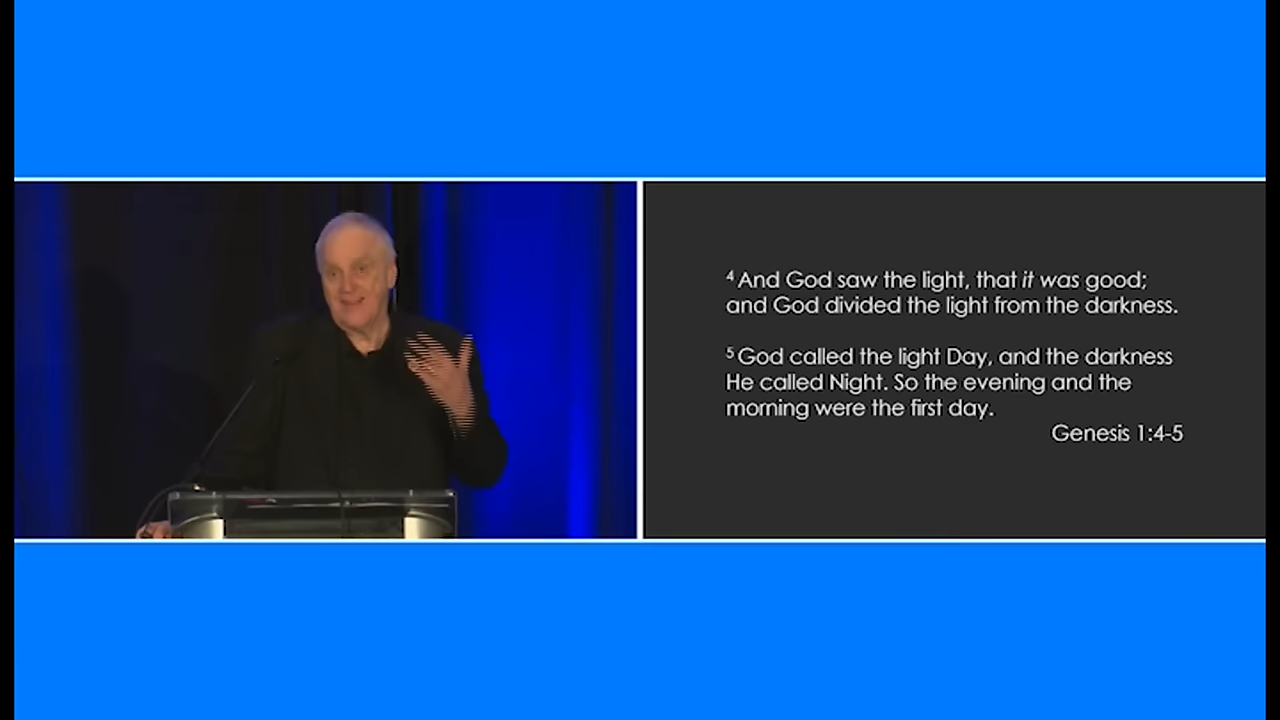 ⁴ And God saw the light, that it was good;
and God divided the light from the darkness.
⁵ God called the light Day, and the darkness
He called Night. So the evening and the
morning were the first day.
Genesis 1:4-5